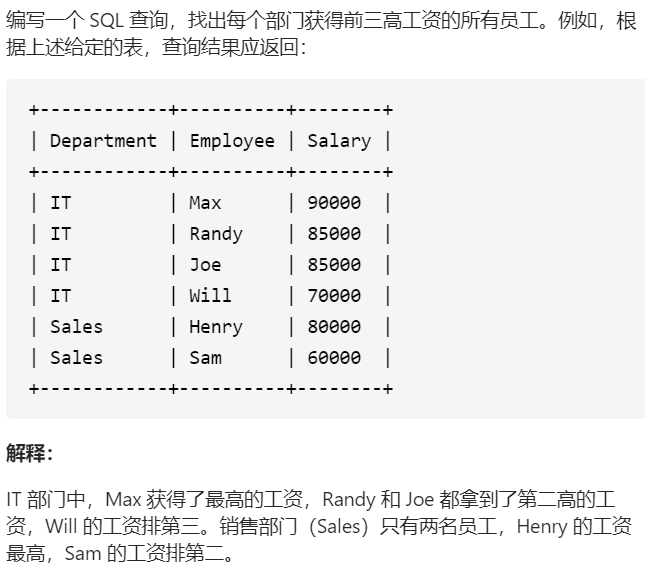 编写一个 SQL 查询，找出每个部门获得前三高工资的所有员工。例如，根
据上述给定的表，查询结果应返回：
+------------+----------+--------+
| Department | Employee | Salary |
+------------+----------+--------+
| IT         | Max      | 90000  |
| IT         | Randy    | 85000  |
| IT         | Joe      | 85000  |
| IT         | Will     | 70000  |
| Sales      | Henry    | 80000  |
| Sales      | Sam      | 60000  |
+------------+----------+--------+
解释：
IT 部门中，Max 获得了最高的工资，Randy 和 Joe 都拿到了第二高的工
资，Will 的工资排第三。销售部门（Sales）只有两名员工，Henry 的工资
最高，Sam 的工资排第二。